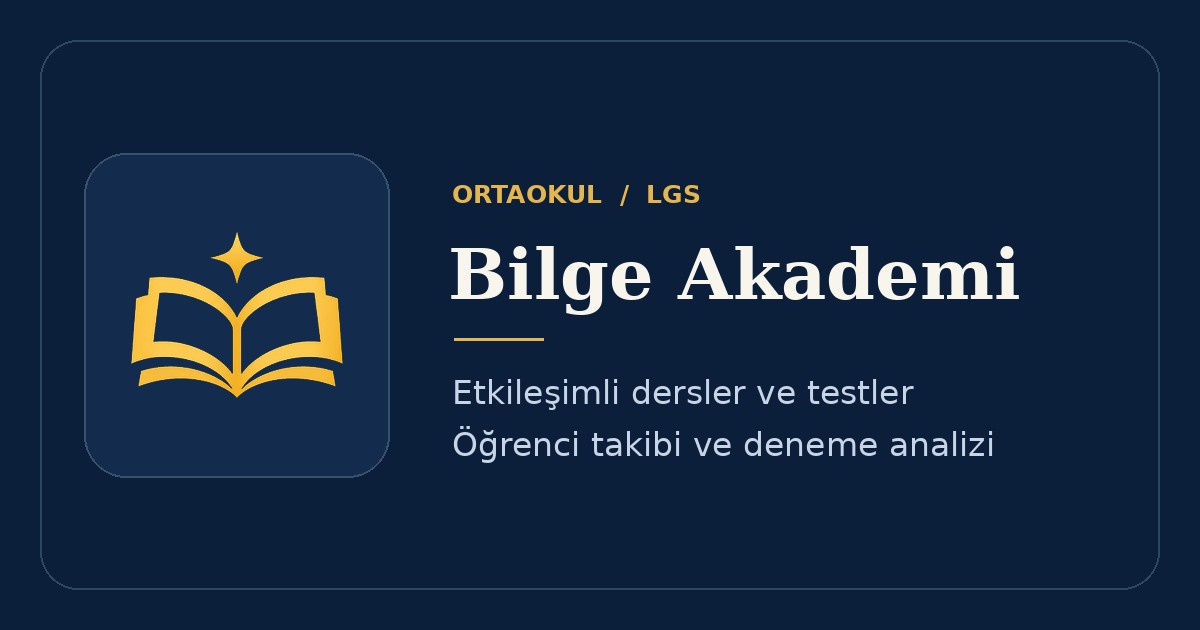 ORTAOKUL / LGS
Bilge Akademi
Etkileşimli dersler ve testler
Öğrenci takibi ve deneme analizi